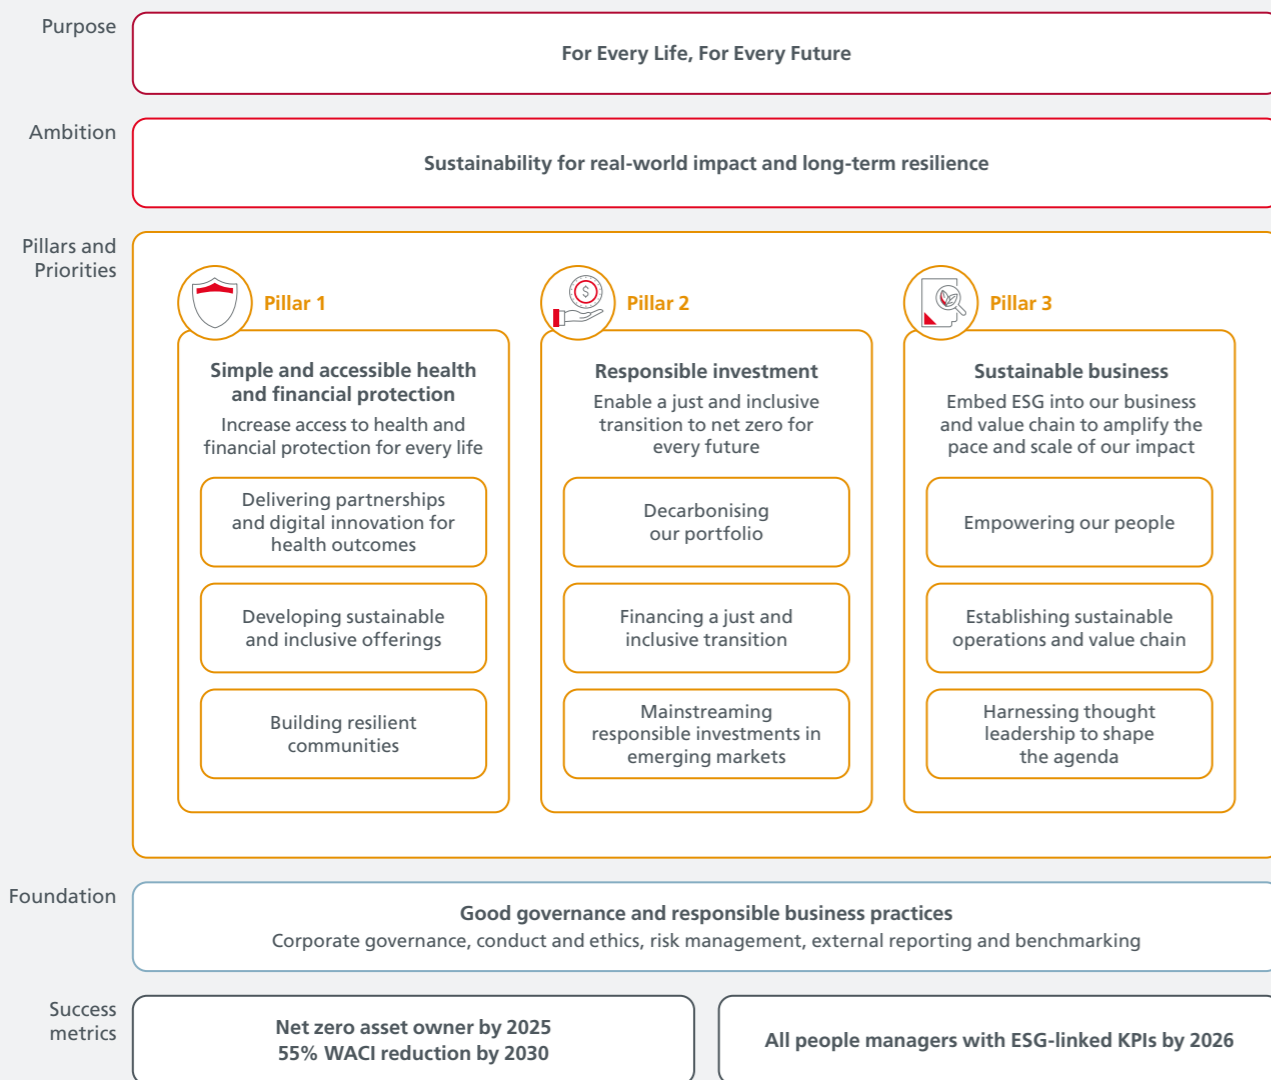 Purpose
For Every Life, For Every Future
Ambition
Sustainability for real-world impact and long-term resilience
Pillars and
Priorities
Pillar 1
Simple and accessible health
and financial protection
Increase access to health and
financial protection for every life
Delivering partnerships
and digital innovation for
health outcomes
Developing sustainable
and inclusive offerings
Building resilient
communities
Pillar 2
Responsible investment
Enable a just and inclusive
transition to net zero for
every future
Decarbonising
our portfolio
Financing a just and
inclusive transition
Mainstreaming
responsible investments in
emerging markets
Pillar 3
Sustainable business
Embed ESG into our business
and value chain to amplify the
pace and scale of our impact
Empowering our people
Establishing sustainable
operations and value chain
Harnessing thought
leadership to shape
the agenda
Foundation
Good governance and responsible business practices
Corporate governance, conduct and ethics, risk management, external reporting and benchmarking
Success
metrics
Net zero asset owner by 2025
55% WACI reduction by 2030
All people managers with ESG-linked KPIs by 2026